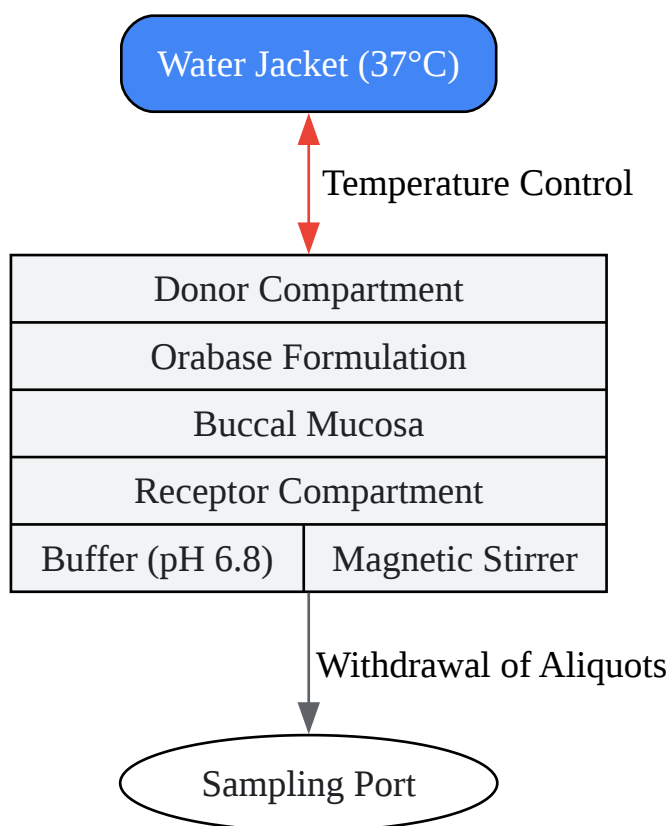 Water Jacket (37°C)
Temperature Control
Donor Compartment
Orabase Formulation
Buccal Mucosa
Receptor Compartment
Buffer (pH 6.8)
Magnetic Stirrer
Withdrawal of Aliquots
Sampling Port